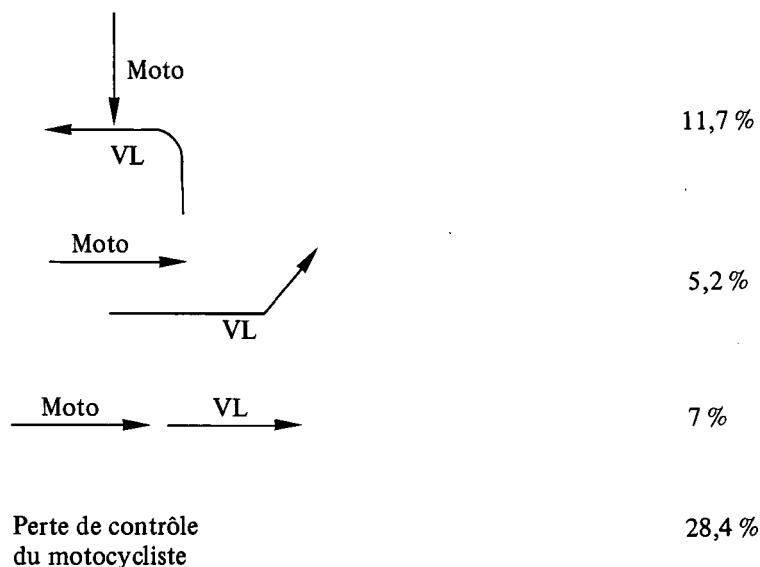 Moto
11,7 %
VL
Moto
5,2 %
VL
Moto VL
7 %
Perte de contrôle
28,4 %
du motocycliste